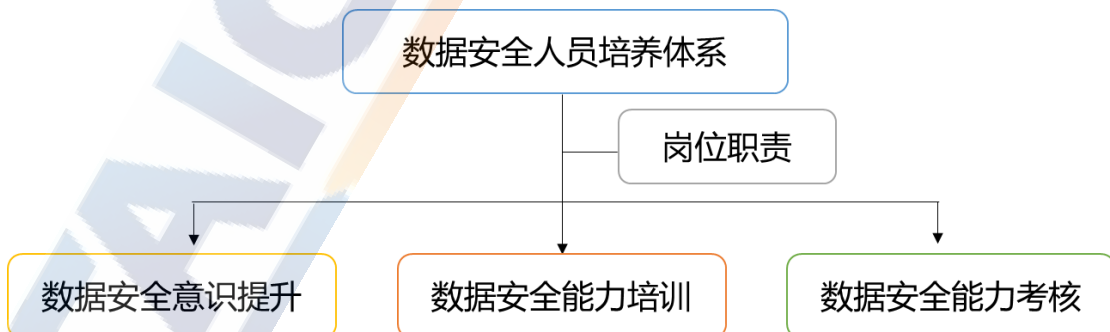 数据安全人员培养体系
岗位职责
数据安全意识提升
数据安全能力培训
数据安全能力考核